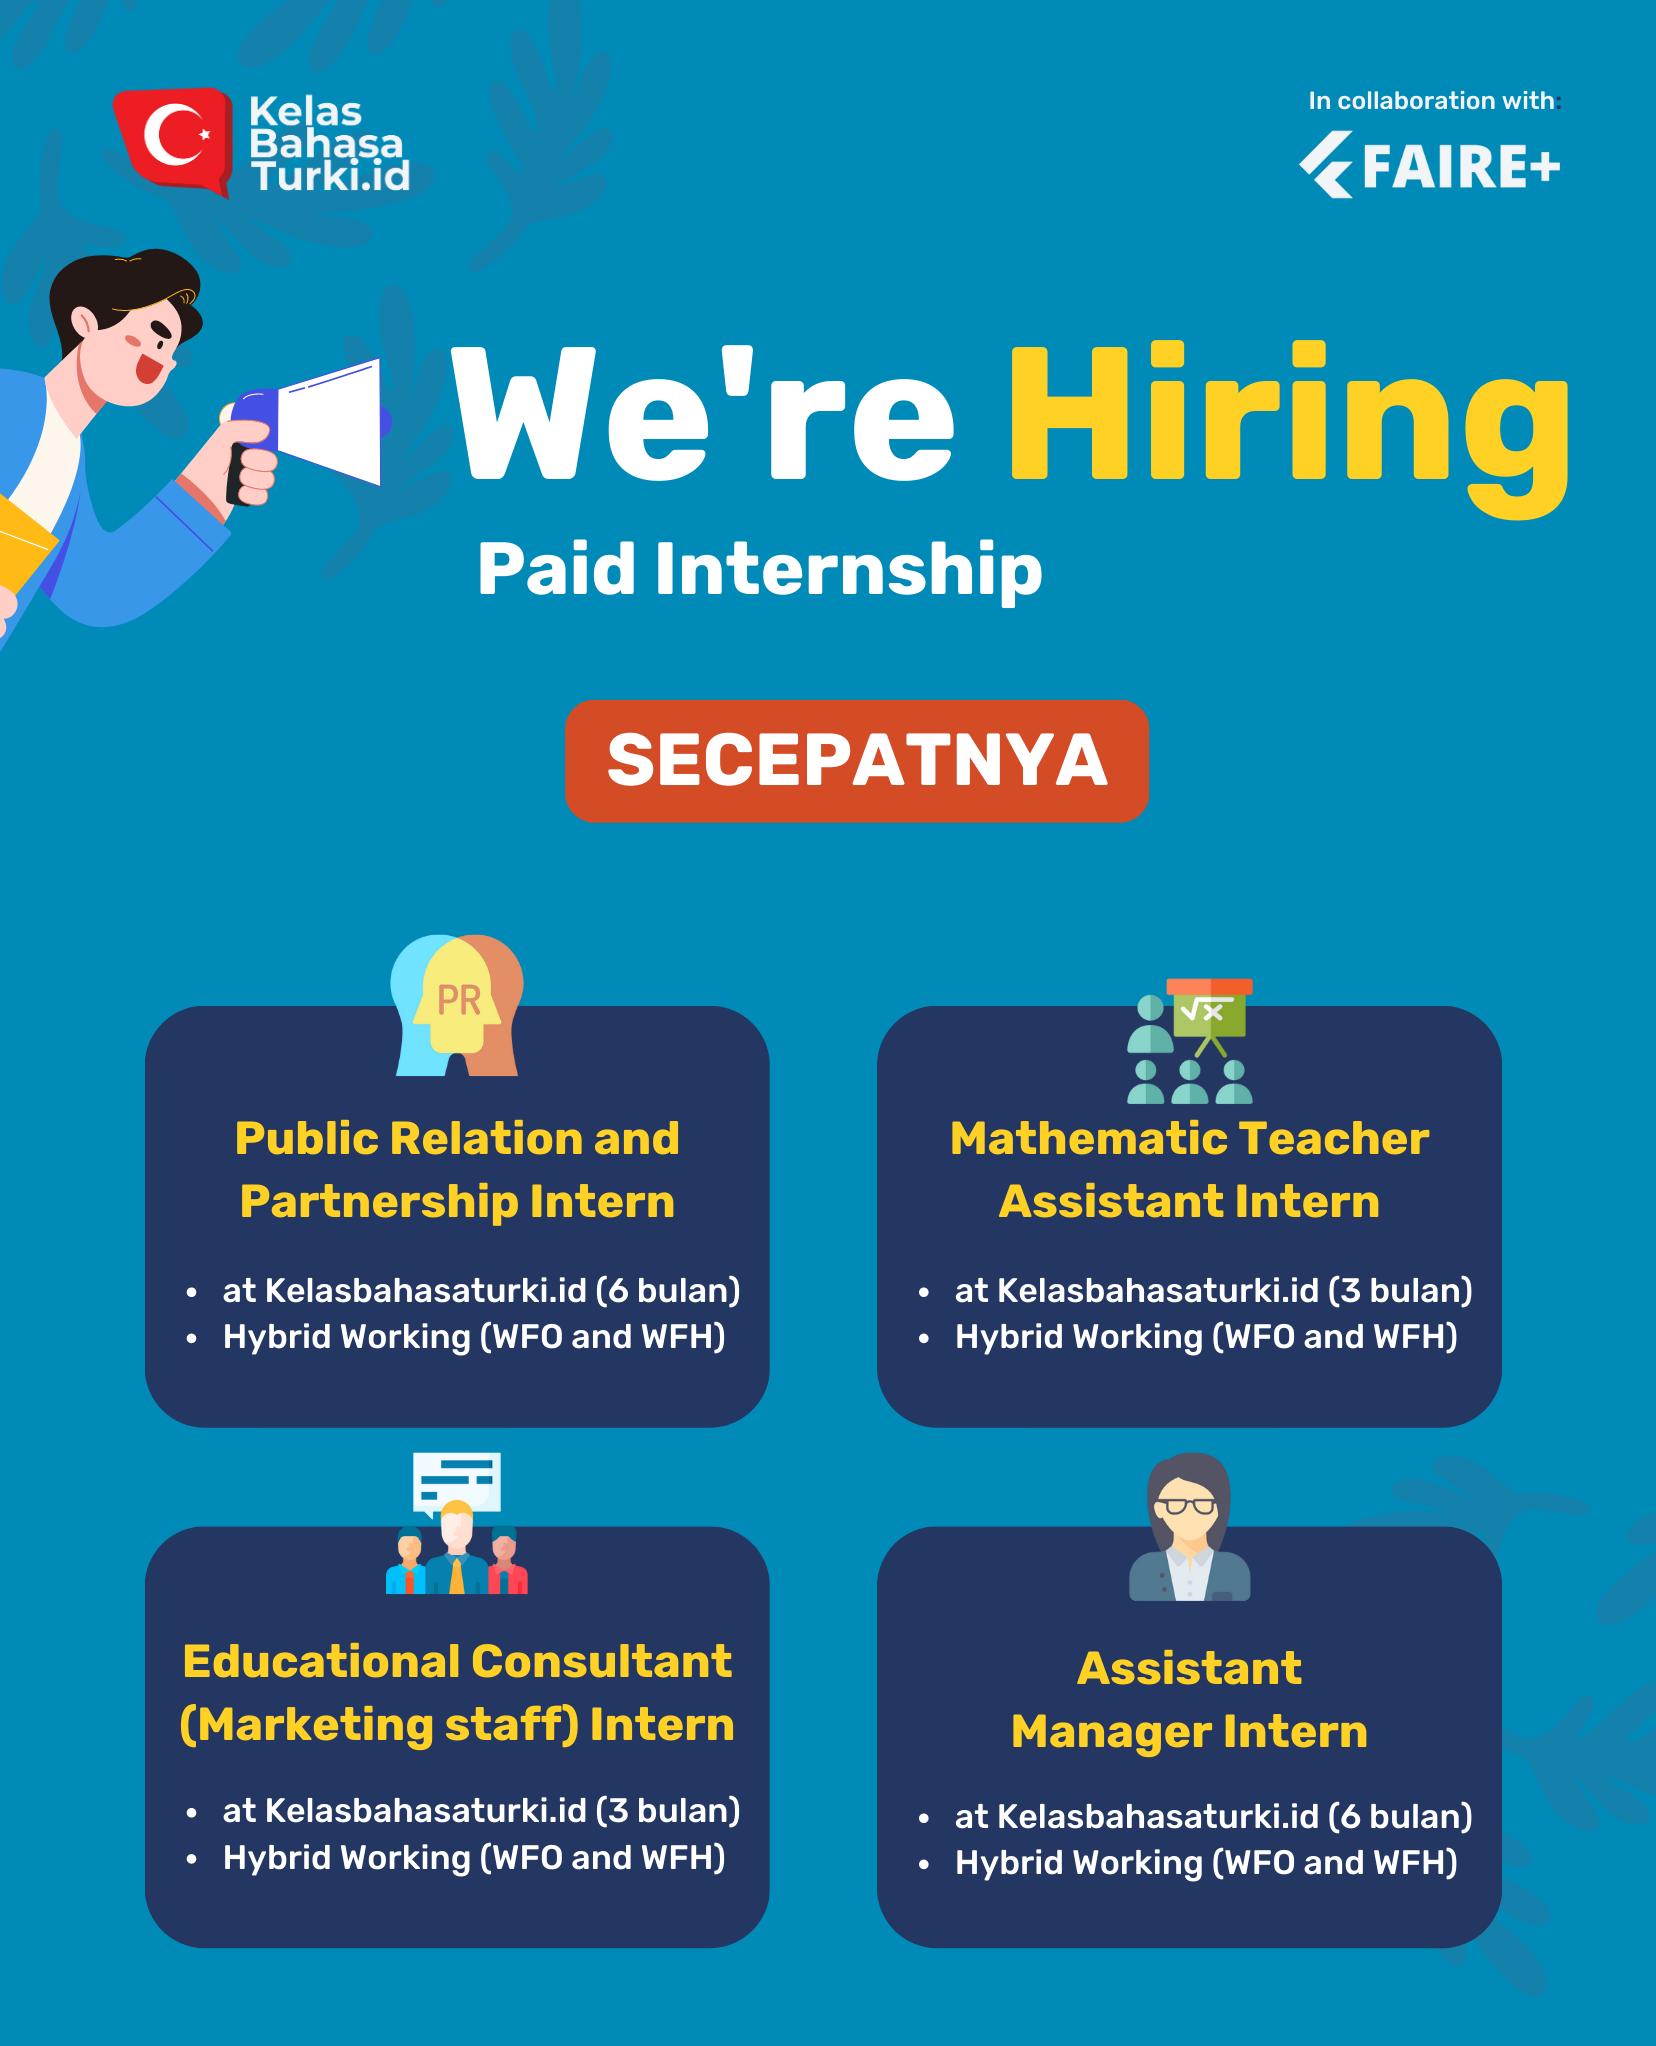 Kelas
Bahasa
Turki.id
In collaboration with:
FAIRE+
We're Hiring
Paid Internship
SECEPATNYA
PR
Public Relation and
Partnership Intern
• at Kelasbahasaturki.id (6 bulan)
• Hybrid Working (WFO and WFH)
√x
Mathematic Teacher
Assistant Intern
• at Kelasbahasaturki.id (3 bulan)
• Hybrid Working (WFO and WFH)
Educational Consultant
(Marketing staff) Intern
• at Kelasbahasaturki.id (3 bulan)
• Hybrid Working (WFO and WFH)
Assistant
Manager Intern
• at Kelasbahasaturki.id (6 bulan)
• Hybrid Working (WFO and WFH)